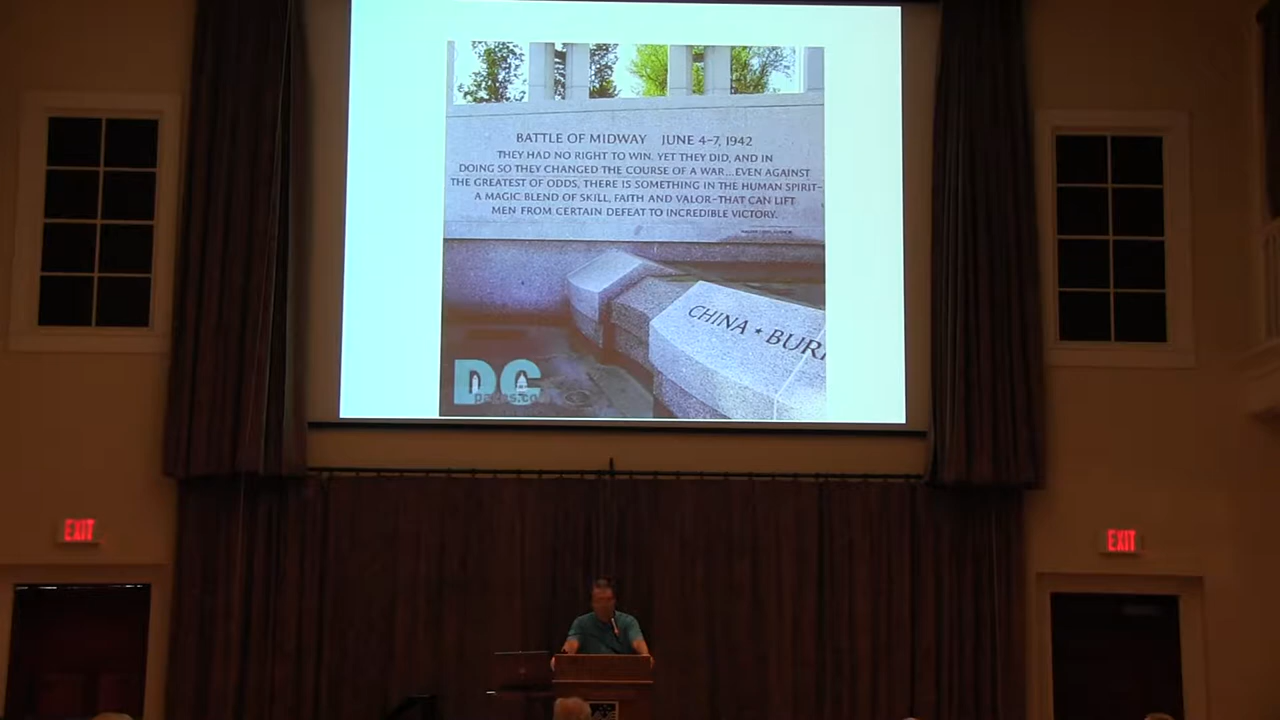 BATTLE OF MIDWAY JUNE 4-7, 1942
THEY HAD NO RIGHT TO WIN. YET THEY DID, AND IN
DOING SO THEY CHANGED THE COURSE OF A WAR...EVEN AGAINST
THE GREATEST OF ODDS, THERE IS SOMETHING IN THE HUMAN SPIRIT-
A MAGIC BLEND OF SKILL, FAITH AND VALOR-THAT CAN LIFT
MEN FROM CERTAIN DEFEAT TO INCREDIBLE VICTORY.
CHINA ★ BUR
DC
EXIT
EXIT